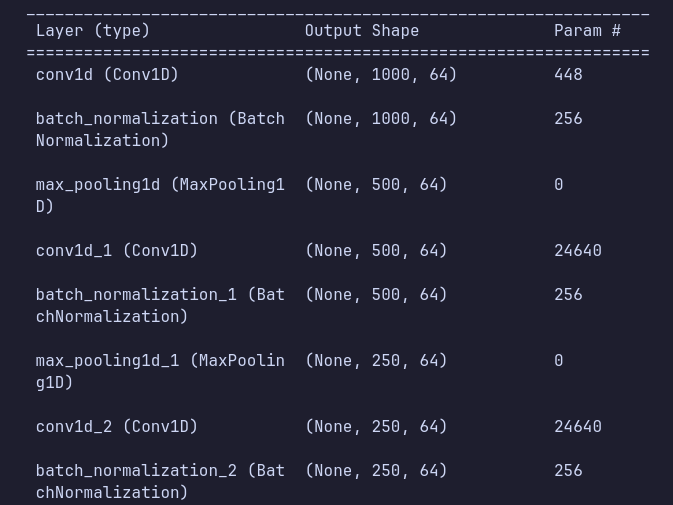 _________________________________________________________________
Layer (type)                Output Shape              Param #
=================================================================
conv1d (Conv1D)             (None, 1000, 64)          448
batch_normalization (Batch  (None, 1000, 64)          256
Normalization)
max_pooling1d (MaxPooling1  (None, 500, 64)           0
D)
conv1d_1 (Conv1D)           (None, 500, 64)           24640
batch_normalization_1 (Bat  (None, 500, 64)           256
chNormalization)
max_pooling1d_1 (MaxPoolin  (None, 250, 64)           0
g1D)
conv1d_2 (Conv1D)           (None, 250, 64)           24640
batch_normalization_2 (Bat  (None, 250, 64)           256
chNormalization)